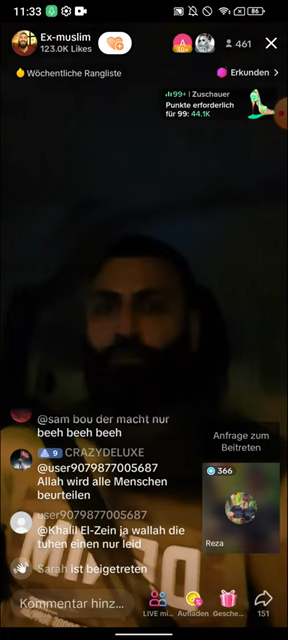 11:33
86
Ex-muslim
123.0K Likes
461
Wöchentliche Rangliste
Erkunden
99+ | Zuschauer
Punkte erforderlich
für 99: 44.1K
@sam bou der macht nur
beeh beeh beeh
9 CRAZYDELUXE
@user9079877005687
Allah wird alle Menschen
beurteilen
user9079877005687
@Khalil El-Zein ja wallah die
tuhen einen nur leid
Sarah ist beigetreten
Anfrage zum
Beitreten
366
Reza
Kommentar hinz...
LIVE mi...
Aufladen
Gesche...
151